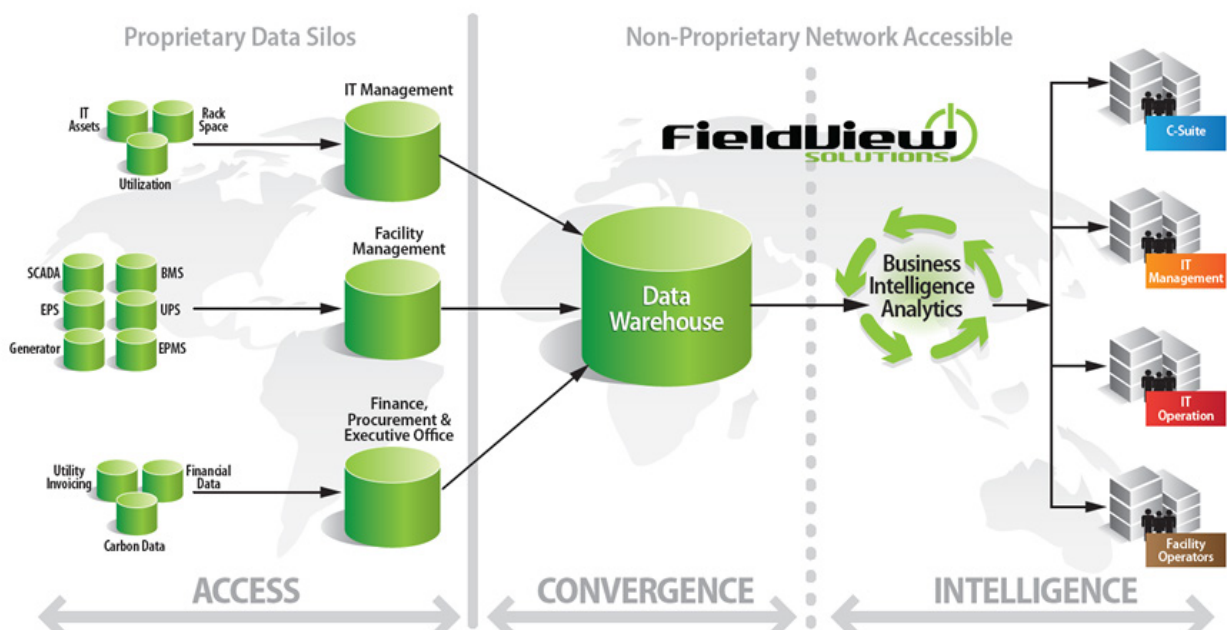 Proprietary Data Silos
Non-Proprietary Network Accessible
IT
Assets
Rack
Space
Utilization
IT Management
FieldView
SOLUTIONS
C-Suite
SCADA
BMS
EPS
UPS
Generator
EPMS
Facility
Management
Data
Warehouse
Business
Intelligence
Analytics
IT
Management
IT
Operation
Utility
Invoicing
Financial
Data
Carbon Data
Finance,
Procurement &
Executive Office
Facility
Operators
ACCESS
CONVERGENCE
INTELLIGENCE